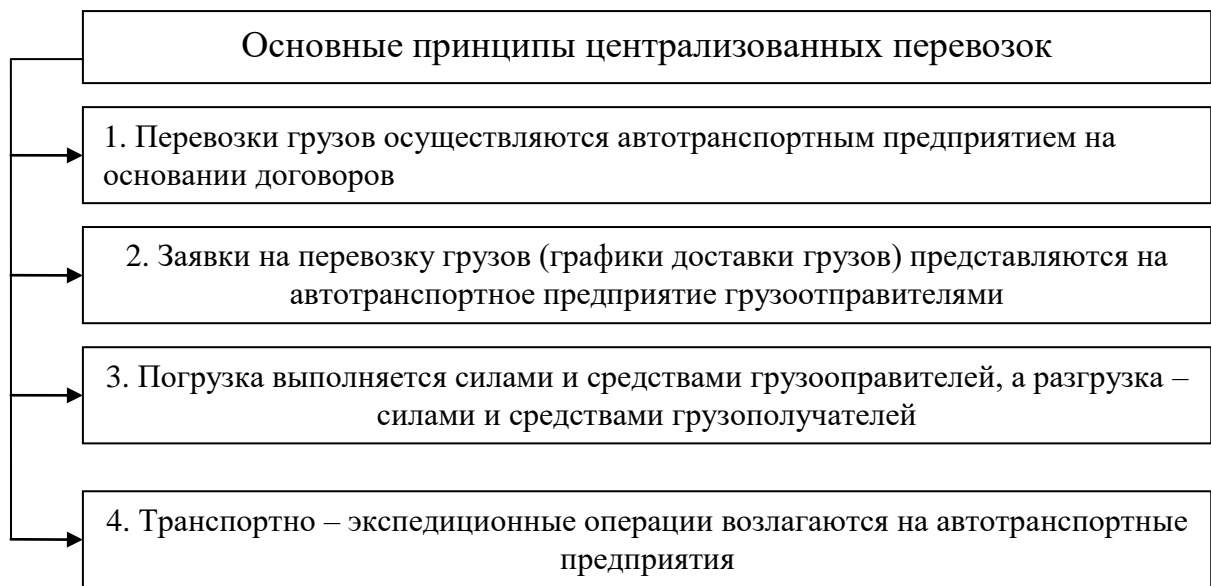 Основные принципы централизованных перевозок
1. Перевозки грузов осуществляются автотранспортным предприятием на
основании договоров
2. Заявки на перевозку грузов (графики доставки грузов) представляются на
автотранспортное предприятие грузоотправителями
3. Погрузка выполняется силами и средствами грузооправителей, а разгрузка –
силами и средствами грузополучателей
4. Транспортно – экспедиционные операции возлагаются на автотранспортные
предприятия